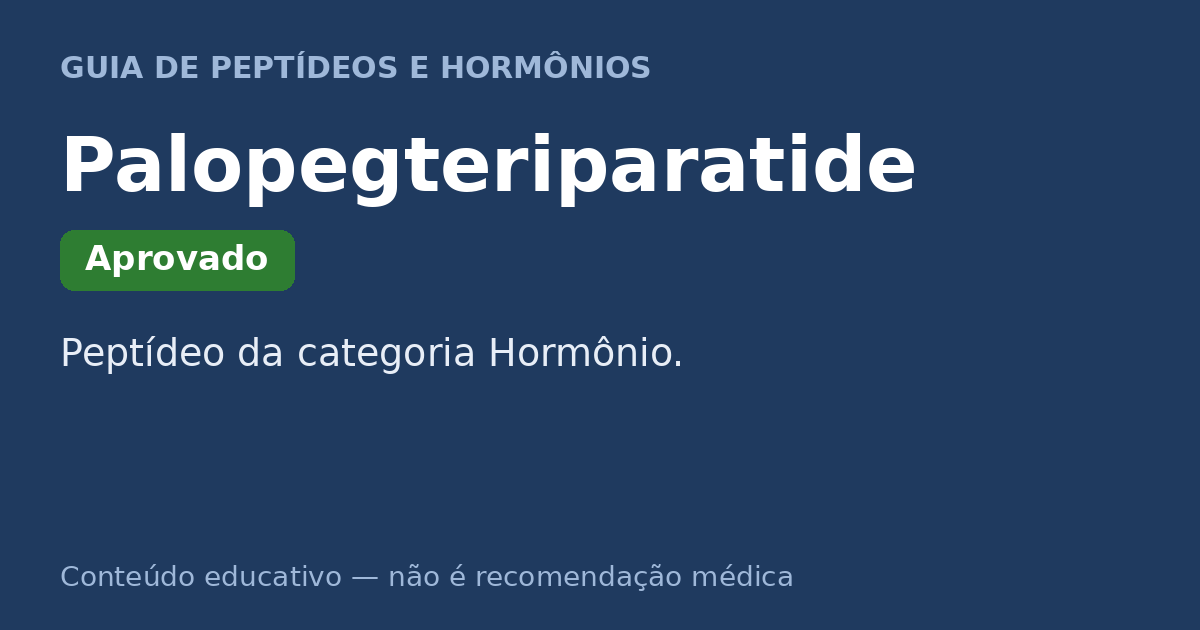 GUIA DE PEPTÍDEOS E HORMÔNIOS
Palopegteriparatide
Aprovado
Peptídeo da categoria Hormônio.
Conteúdo educativo — não é recomendação médica